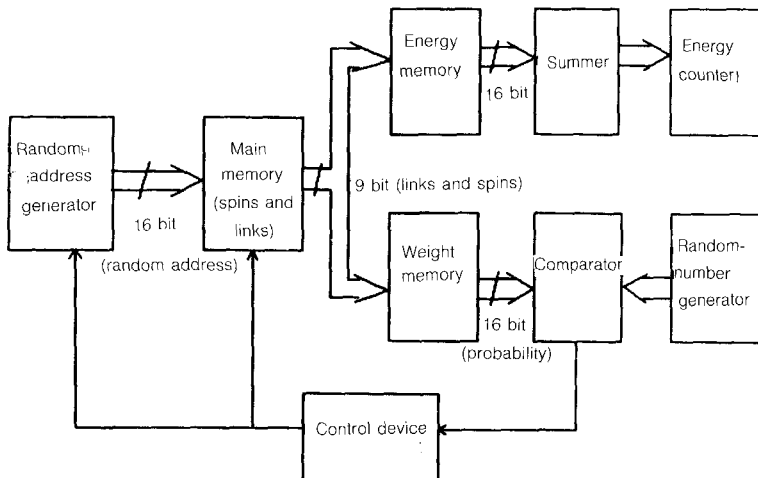 Random-
address
generator
16 bit
(random address)
Main
memory
(spins and
links)
9 bit (links and spins)
Energy
memory
16 bit
Summer
Energy
counter
Weight
memory
16 bit
(probability)
Comparator
Random-
number
generator
Control device